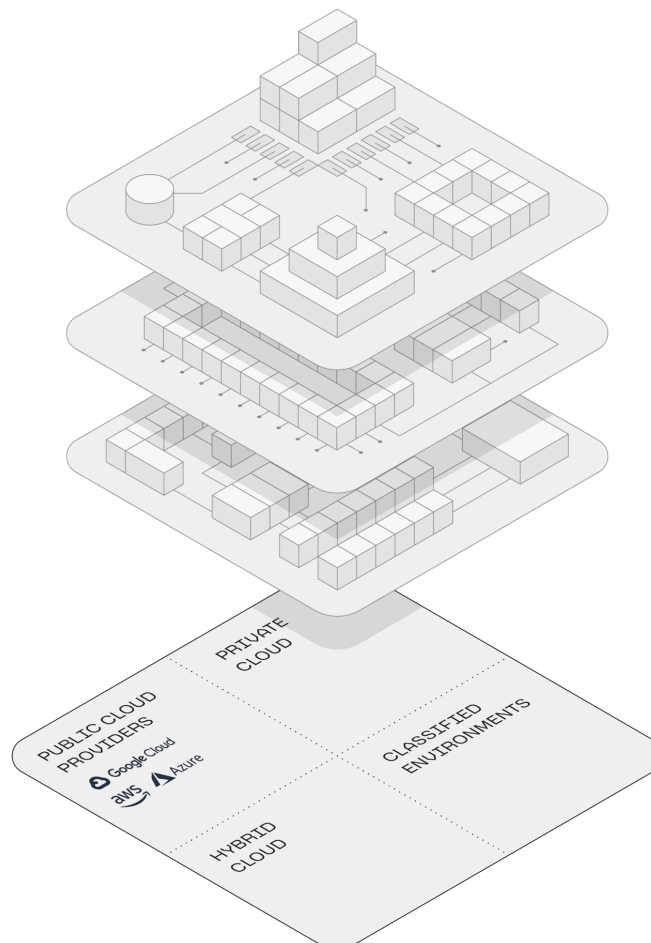 PRIVATE
CLOUD
PUBLIC CLOUD
PROVIDERS
Google Cloud
aws
Azure
CLASSIFIED
ENVIRONMENTS
HYBRID
CLOUD